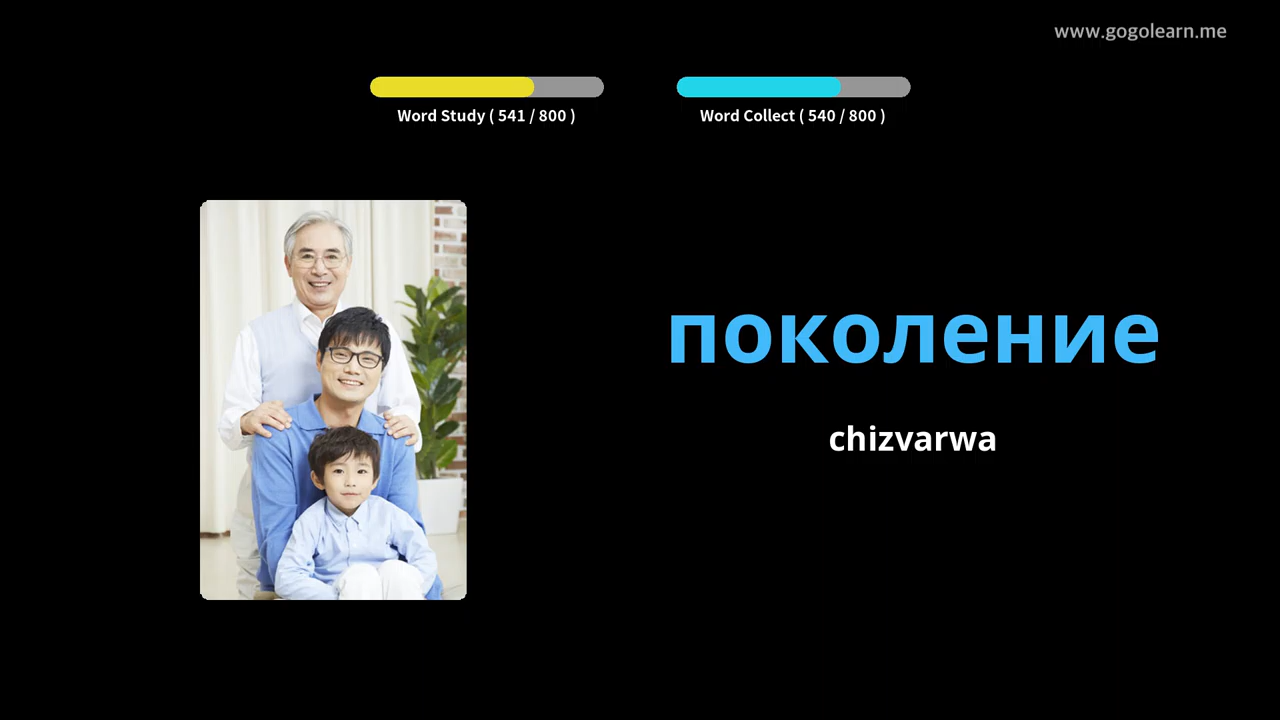 www.gogolearn.me
Word Study ( 541 / 800 )
Word Collect ( 540 / 800 )
поколение
chizvarwa